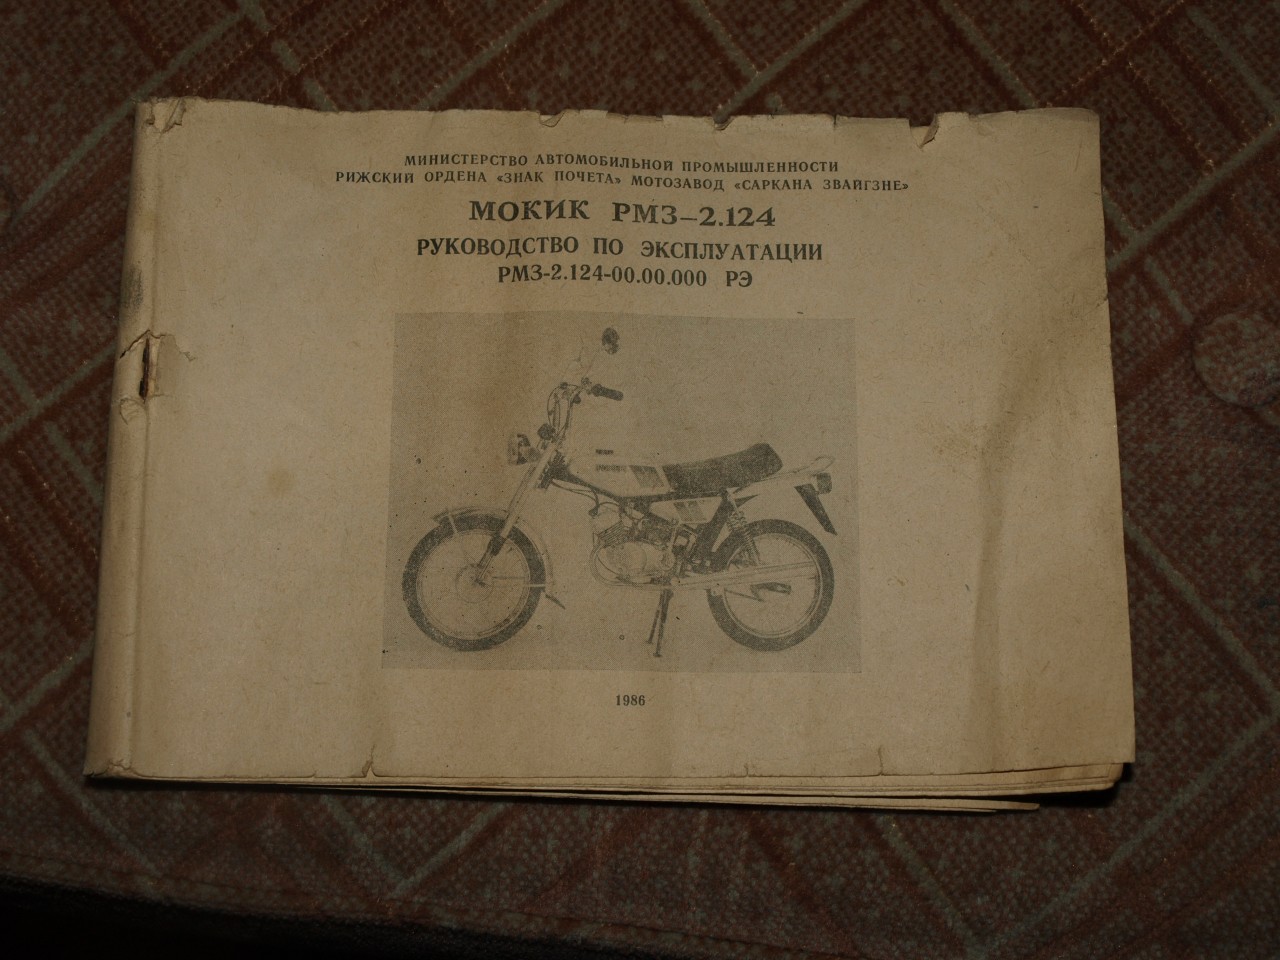 МИНИСТЕРСТВО АВТОМОБИЛЬНОЙ ПРОМЫШЛЕННОСТИ
РИЖСКИЙ ОРДЕНА «ЗНАК ПОЧЕТА» МОТОЗАВОД «САРКАНА ЗВАЙГЗНЕ»
МОКИК РМЗ–2.124
РУКОВОДСТВО ПО ЭКСПЛУАТАЦИИ
РМЗ-2.124-00.00.000 РЭ
1986